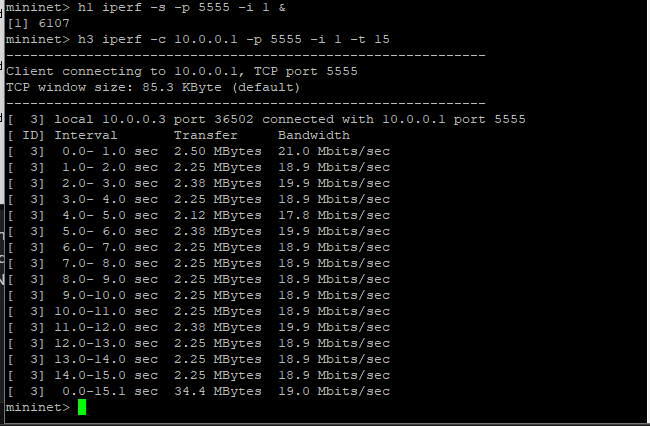 mininet> h1 iperf -s -p 5555 -i 1 &
[1] 6107
mininet> h3 iperf -c 10.0.0.1 -p 5555 -i 1 -t 15
------------------------------------------------------------
Client connecting to 10.0.0.1, TCP port 5555
TCP window size: 85.3 KByte (default)
------------------------------------------------------------
[  3] local 10.0.0.3 port 36502 connected with 10.0.0.1 port 5555
[ ID] Interval       Transfer     Bandwidth
[  3]  0.0- 1.0 sec  2.50 MBytes  21.0 Mbits/sec
[  3]  1.0- 2.0 sec  2.25 MBytes  18.9 Mbits/sec
[  3]  2.0- 3.0 sec  2.38 MBytes  19.9 Mbits/sec
[  3]  3.0- 4.0 sec  2.25 MBytes  18.9 Mbits/sec
[  3]  4.0- 5.0 sec  2.12 MBytes  17.8 Mbits/sec
[  3]  5.0- 6.0 sec  2.38 MBytes  19.9 Mbits/sec
[  3]  6.0- 7.0 sec  2.25 MBytes  18.9 Mbits/sec
[  3]  7.0- 8.0 sec  2.25 MBytes  18.9 Mbits/sec
[  3]  8.0- 9.0 sec  2.25 MBytes  18.9 Mbits/sec
[  3]  9.0-10.0 sec  2.25 MBytes  18.9 Mbits/sec
[  3] 10.0-11.0 sec  2.25 MBytes  18.9 Mbits/sec
[  3] 11.0-12.0 sec  2.38 MBytes  19.9 Mbits/sec
[  3] 12.0-13.0 sec  2.25 MBytes  18.9 Mbits/sec
[  3] 13.0-14.0 sec  2.25 MBytes  18.9 Mbits/sec
[  3] 14.0-15.0 sec  2.25 MBytes  18.9 Mbits/sec
[  3]  0.0-15.1 sec  34.4 MBytes  19.0 Mbits/sec
mininet>